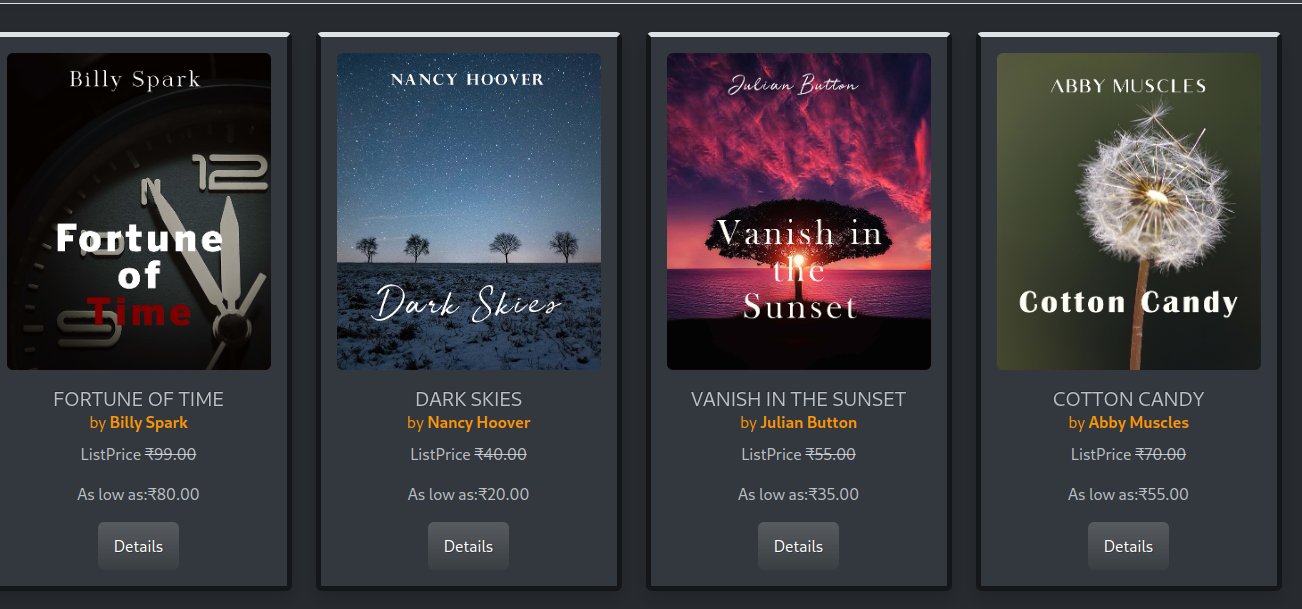 Billy Spark
12
9
Fortune
of
Time
FORTUNE OF TIME
by Billy Spark
ListPrice ₹99.00
As low as:₹80.00
Details
NANCY HOOVER
Dark Skies
DARK SKIES
by Nancy Hoover
ListPrice ₹40.00
As low as:₹20.00
Details
Julian Button
Vanish in
the
Sunset
VANISH IN THE SUNSET
by Julian Button
ListPrice ₹55.00
As low as:₹35.00
Details
ABBY MUSCLES
Cotton Candy
COTTON CANDY
by Abby Muscles
ListPrice ₹70.00
As low as:₹55.00
Details